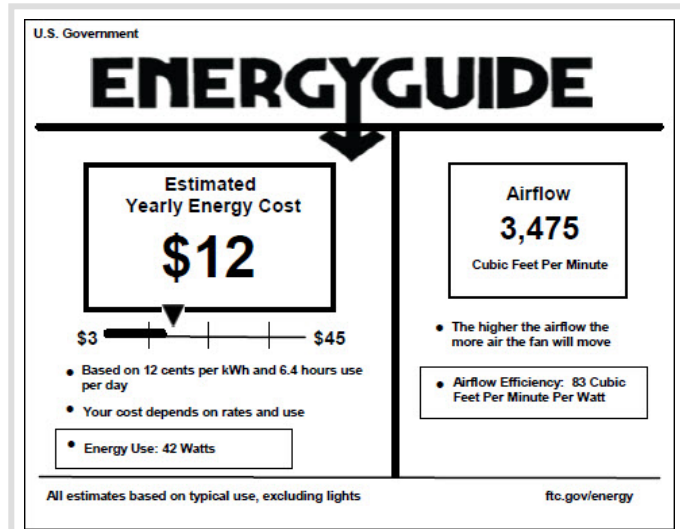 U.S. Government
ENERGYGUIDE
Estimated
Yearly Energy Cost
$12
$3
$45
• Based on 12 cents per kWh and 6.4 hours use
per day
• Your cost depends on rates and use
• Energy Use: 42 Watts
Airflow
3,475
Cubic Feet Per Minute
• The higher the airflow the
more air the fan will move
• Airflow Efficiency: 83 Cubic
Feet Per Minute Per Watt
All estimates based on typical use, excluding lights
ftc.gov/energy